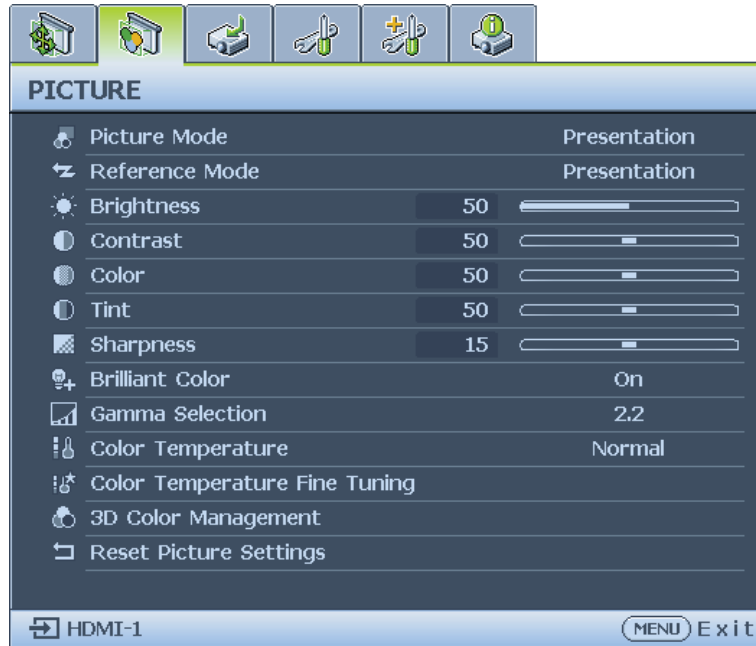 PICTURE
Picture Mode Presentation
Reference Mode Presentation
Brightness 50
Contrast 50
Color 50
Tint 50
Sharpness 15
Brilliant Color On
Gamma Selection 2.2
Color Temperature Normal
Color Temperature Fine Tuning
3D Color Management
Reset Picture Settings
HDMI-1 MENU Exit